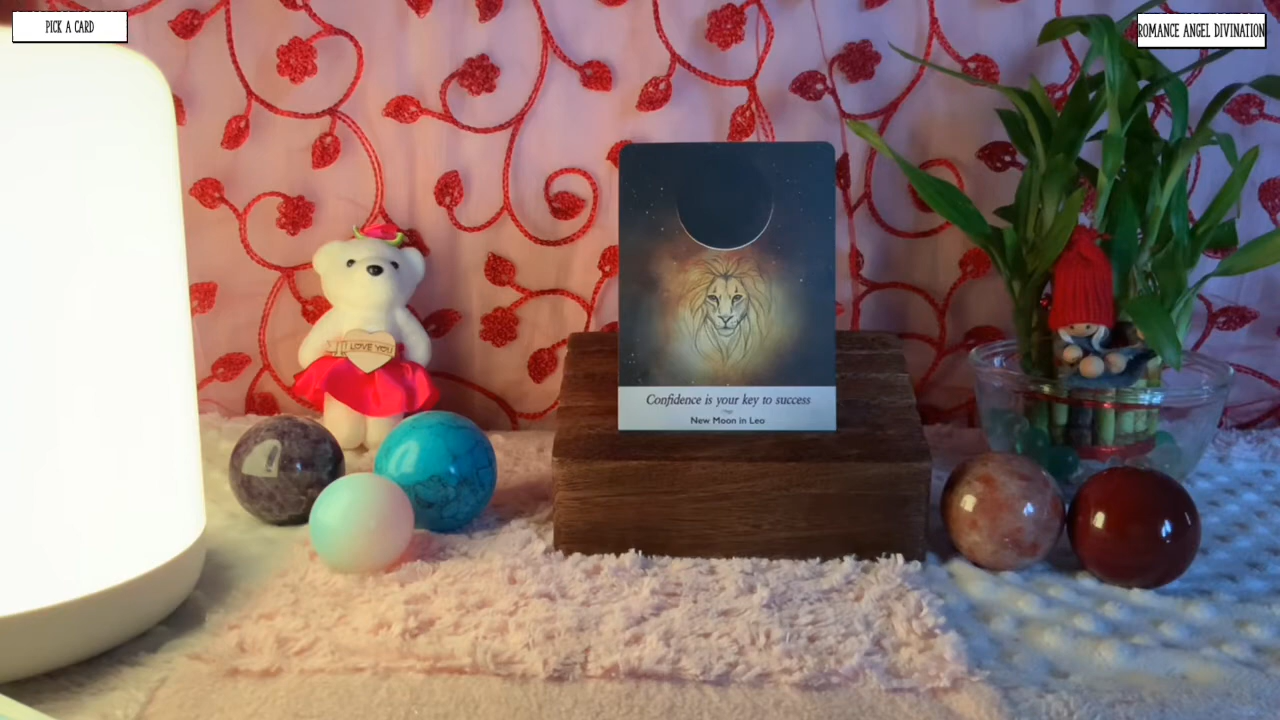 PICK A CARD
ROMANCE ANGEL DIVINATION
I LOVE YOU
Confidence is your key to success
New Moon in Leo